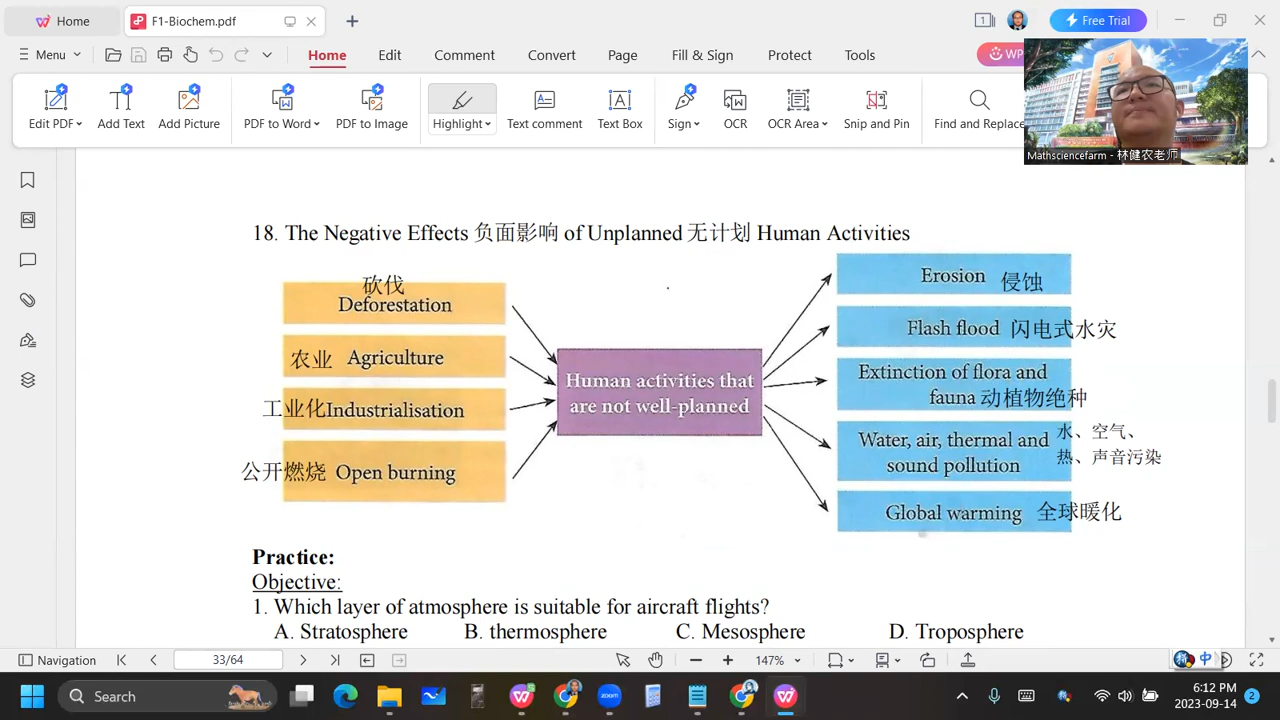 Home
F1-Biochem.pdf
1
Free Trial
Menu
Home
Edit
Comment
Convert
Page
Fill & Sign
Protect
Tools
WP
Edit PDF
Add Text
Add Picture
PDF to Word
Highlight
Text comment
Text Box
Sign
OCR
OCR Area
Snip and Pin
Find and Replace
Mathsciencefarm - 林健农老师
18. The Negative Effects 负面影响 of Unplanned 无计划 Human Activities
砍伐
Deforestation
农业 Agriculture
工业化Industrialisation
公开燃烧 Open burning
Human activities that
are not well-planned
Erosion 侵蚀
Flash flood 闪电式水灾
Extinction of flora and
fauna 动植物绝种
Water, air, thermal and
sound pollution
水、空气、
热、声音污染
Global warming 全球暖化
Practice:
Objective:
1. Which layer of atmosphere is suitable for aircraft flights?
A. Stratosphere B. thermosphere C. Mesosphere D. Troposphere
Navigation
33/64
147%
中
Search
zoom
6:12 PM
2023-09-14
2